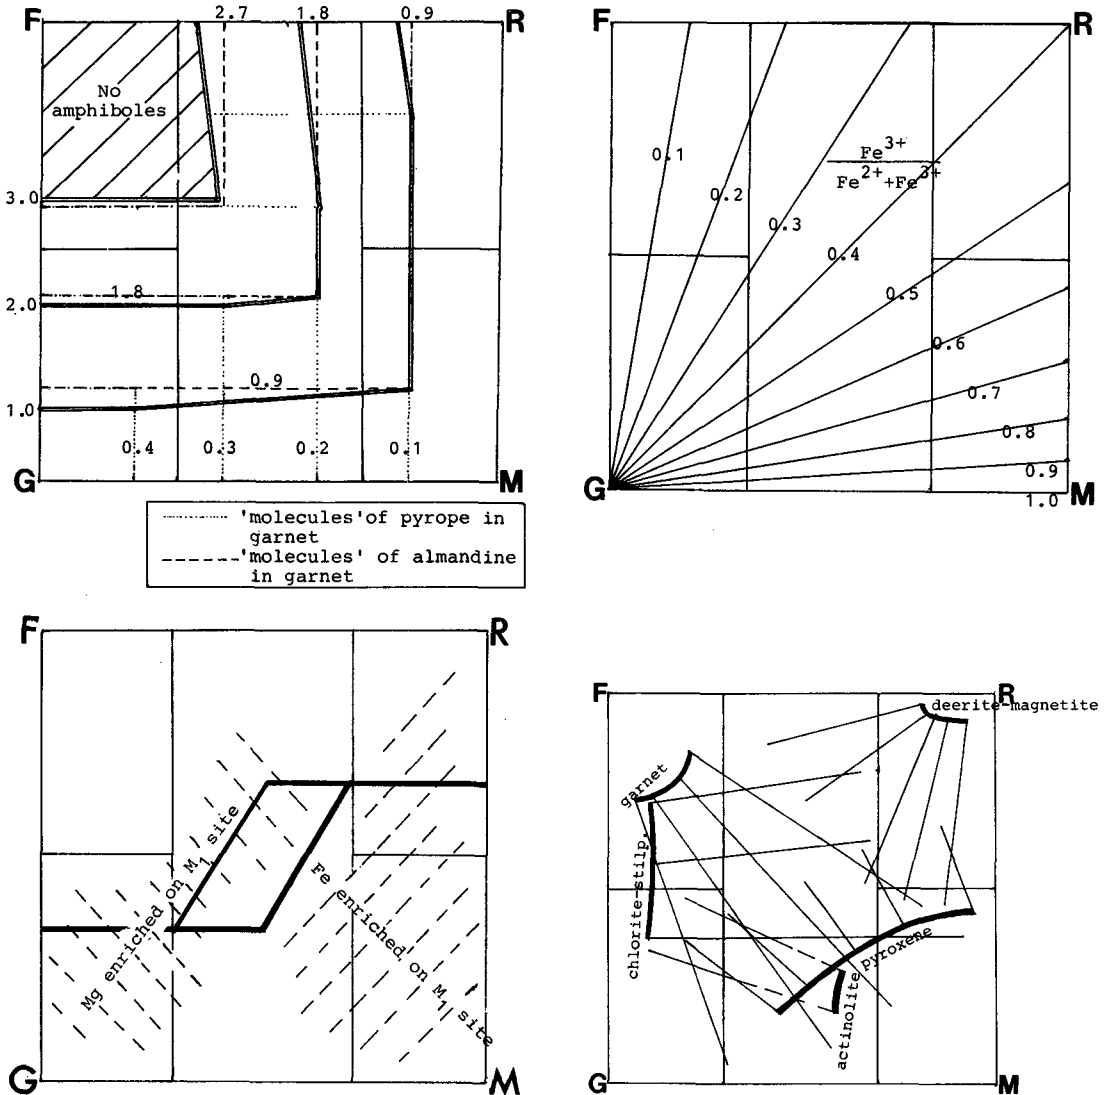 F 2.7 1.8 0.9 R
No
amphiboles
3.0
2.0
1.8
0.9
1.0
0.4 0.3 0.2 0.1
G M
'molecules' of pyrope in
garnet
'molecules' of almandine
in garnet
F R
0.1
0.2
0.3
0.4
0.5
0.6
0.7
0.8
0.9
1.0
Fe3+
Fe2++Fe3+
G M
F R
Mg enriched on M1 site
Fe enriched on M1 site
G M
F R
deerite-magnetite
garnet
chlorite-stilp.
pyroxene
actinolite
G M